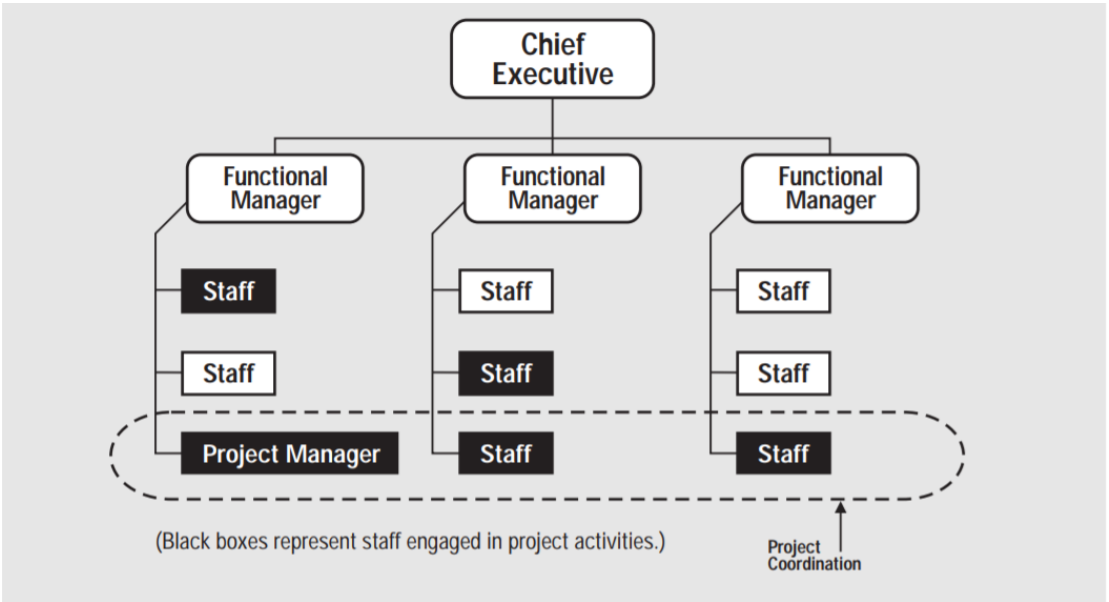 Chief
Executive
Functional
Manager
Functional
Manager
Functional
Manager
Staff
Staff
Staff
Staff
Staff
Staff
Project Manager
Staff
Staff
(Black boxes represent staff engaged in project activities.)
Project
Coordination